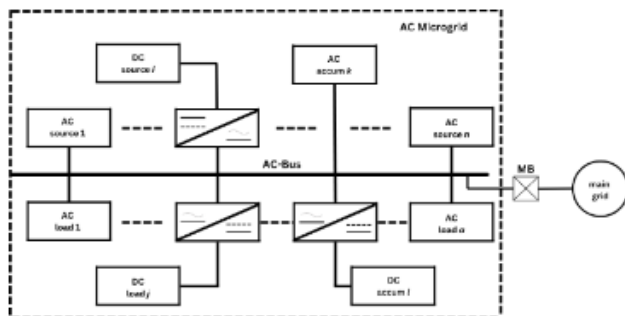 AC Microgrid
DC
source i
AC
accum k
AC
source 1
AC
source n
AC-Bus
MB
main
grid
AC
load 1
AC
load o
DC
load j
DC
accum l